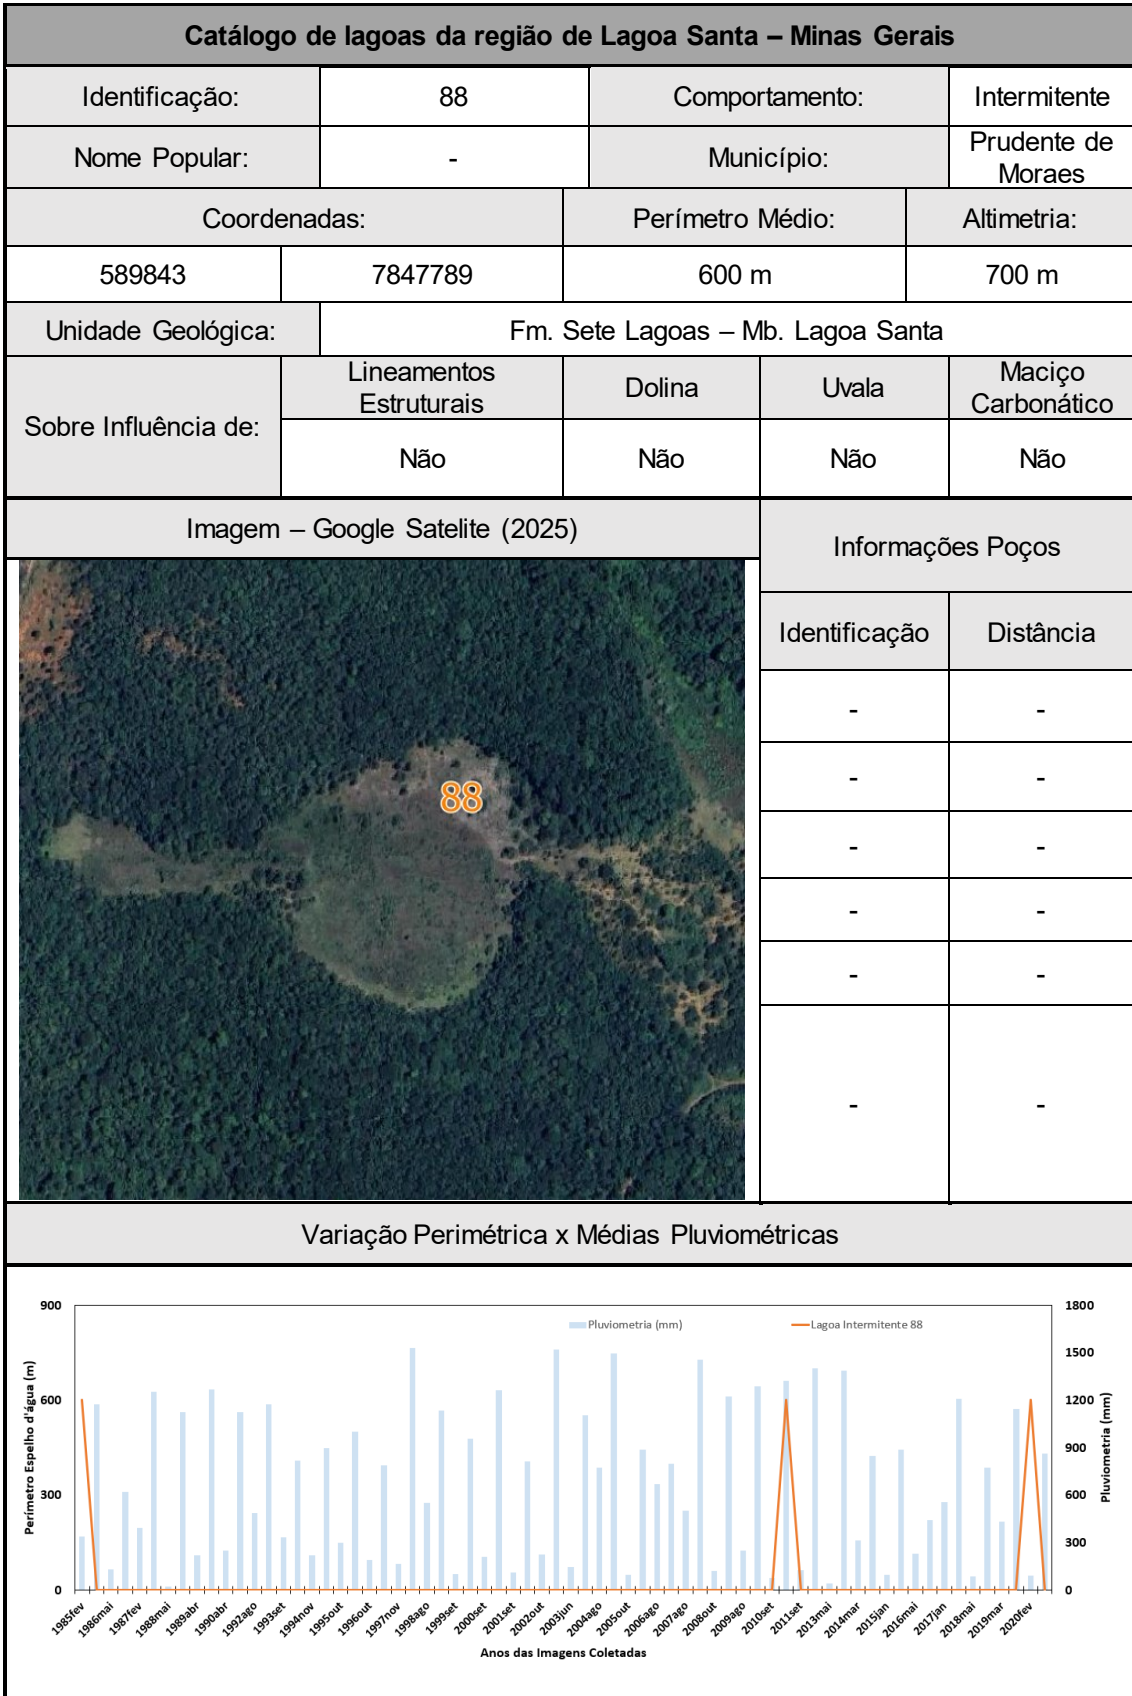 Catálogo de lagoas da região de Lagoa Santa – Minas Gerais
Identificação: 88 Comportamento: Intermitente
Nome Popular: - Município: Prudente de
Moraes
Coordenadas: Perímetro Médio: Altimetria:
589843 7847789 600 m 700 m
Unidade Geológica: Fm. Sete Lagoas – Mb. Lagoa Santa
Sobre Influência de:
Lineamentos
Estruturais
Dolina
Uvala
Maciço
Carbonático
Não Não Não Não
Imagem – Google Satelite (2025)
Informações Poços
Identificação Distância
- -
- -
- -
- -
- -
- -
88
Variação Perimétrica x Médias Pluviométricas
Perímetro Espelho d'água (m)
900
600
300
0
Pluviometria (mm)
Lagoa Intermitente 88
1800
1500
1200
900
600
300
0
Pluviometria (mm)
1985fev 1986mai 1987fev 1988mai 1989abr 1990abr 1992ago 1993set 1994nov 1995out 1996out 1997nov 1998ago 1999set 2000set 2001set 2002out 2003jun 2004ago 2005out 2006ago 2007ago 2008out 2009ago 2010set 2011set 2013mai 2014mar 2015jan 2016mai 2017jan 2018mai 2019mar 2020fev
Anos das Imagens Coletadas